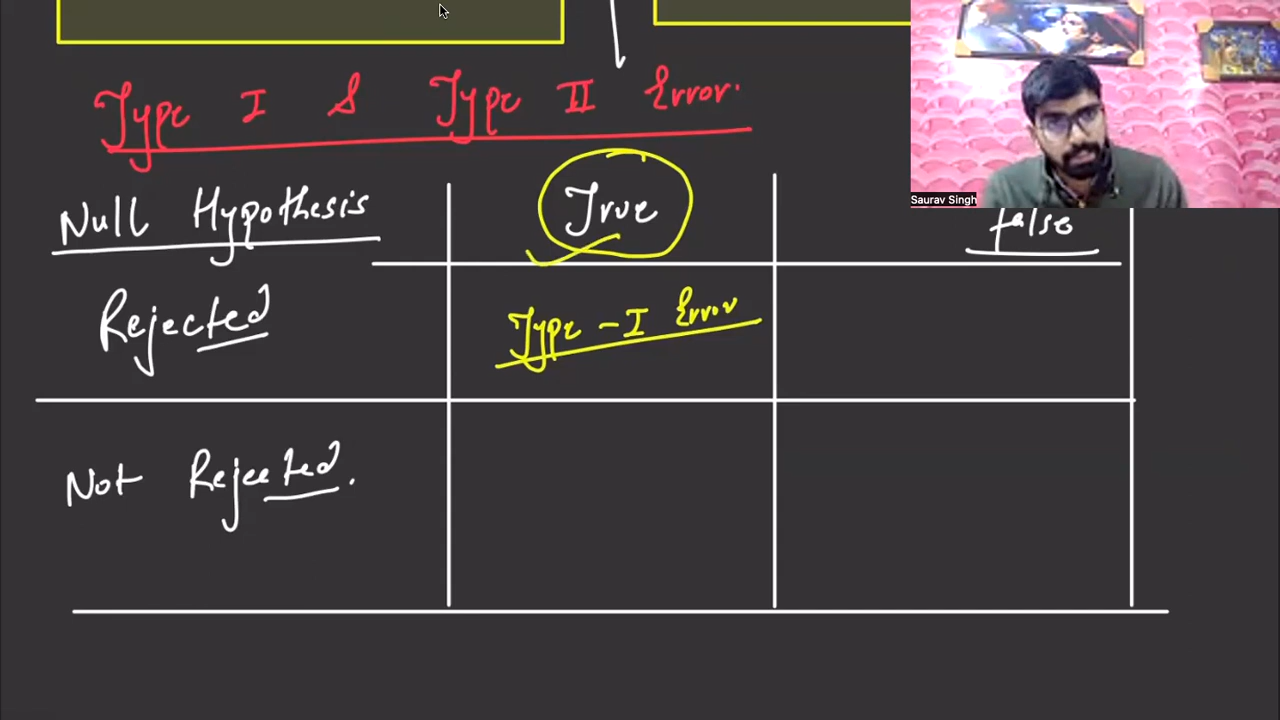 Type I & Type II Error.
Saurav Singh
Null Hypothesis True false
Rejected Type - I Error
Not Rejected.